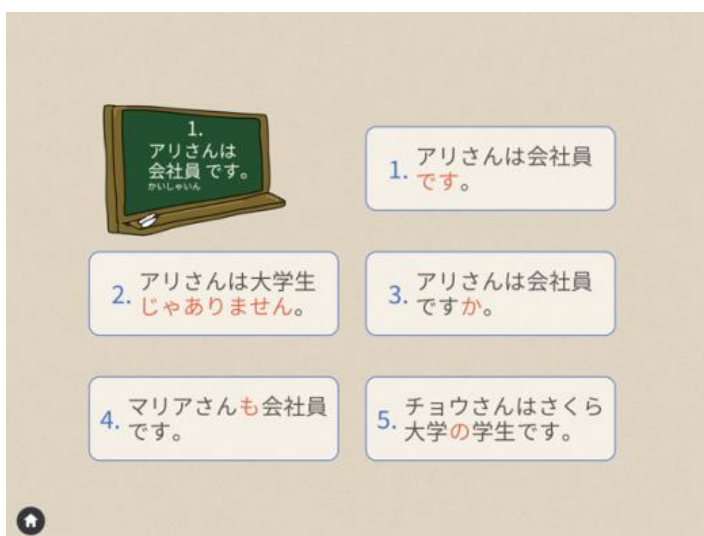 1.
アリさんは
会社員 です。
かいしゃいん
1. アリさんは会社員
です。
2. アリさんは大学生
じゃありません。
3. アリさんは会社員
ですか。
4. マリアさんも会社員
です。
5. チョウさんはさくら
大学の学生です。